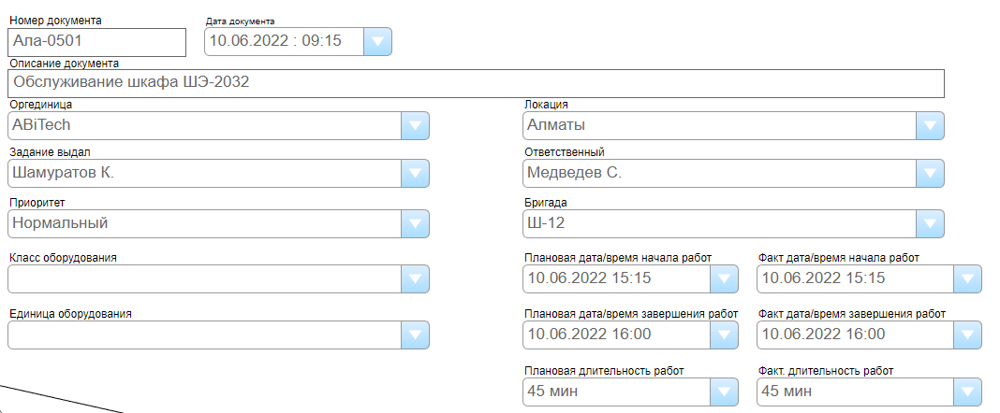 Номер документа Дата документа
Ала-0501 10.06.2022 : 09:15
Описание документа
Обслуживание шкафа ШЭ-2032
Оргединица Локация
ABiTech Алматы
Задание выдал Ответственный
Шамуратов К. Медведев С.
Приоритет Бригада
Нормальный Ш-12
Класс оборудования Плановая дата/время начала работ Факт дата/время начала работ
10.06.2022 15:15 10.06.2022 15:15
Единица оборудования Плановая дата/время завершения работ Факт дата/время завершения работ
10.06.2022 16:00 10.06.2022 16:00
Плановая длительность работ Факт. длительность работ
45 мин 45 мин